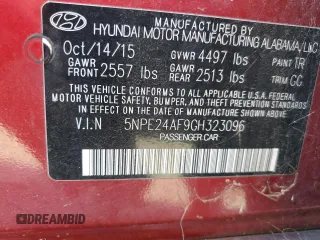 MANUFACTURED BY
HYUNDAI MOTOR MANUFACTURING ALABAMA, LLC
Oct/14/15 GVWR 4497 lbs PAINT TR
GAWR FRONT 2557 lbs GAWR REAR 2513 lbs TRIM GC
THIS VEHICLE CONFORMS TO ALL APPLICABLE U.S.A FEDERAL
MOTOR VEHICLE SAFETY, BUMPER, AND THEFT PREVENTION
STANDARDS IN EFFECT ON THE DATE OF MANUFACTURE
SHOWN ABOVE.
V.I.N 5NPE24AF9GH323096
PASSENGER CAR
© DREAMBID
DREAMBID.COM